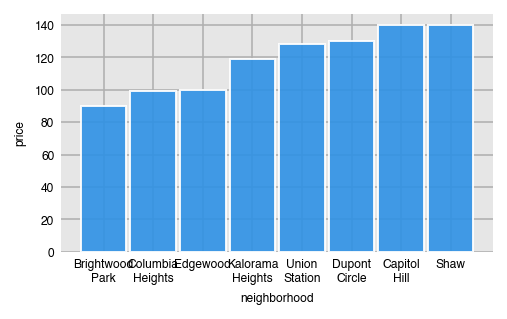 140
120
100
80
60
40
20
0
price
Brightwood Columbia Edgewood Kalorama Union Dupont Capitol Shaw
Park Heights Heights Station Circle Hill
neighborhood